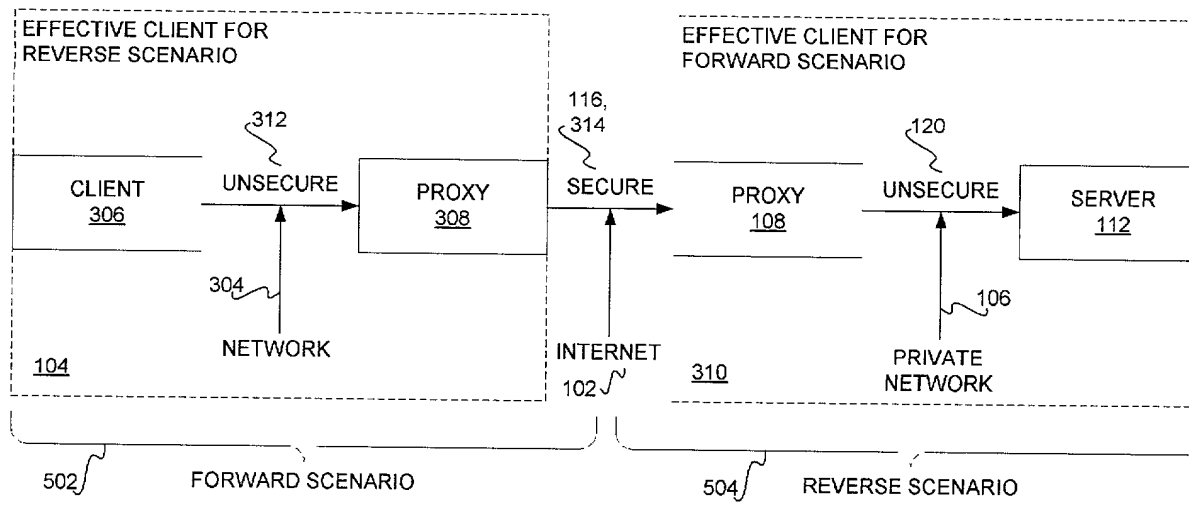 EFFECTIVE CLIENT FOR
REVERSE SCENARIO
EFFECTIVE CLIENT FOR
FORWARD SCENARIO
312
116,
314
120
CLIENT
306
UNSECURE
PROXY
308
SECURE
PROXY
108
UNSECURE
SERVER
112
304
106
NETWORK
INTERNET
PRIVATE
NETWORK
104
102
310
502
FORWARD SCENARIO
504
REVERSE SCENARIO